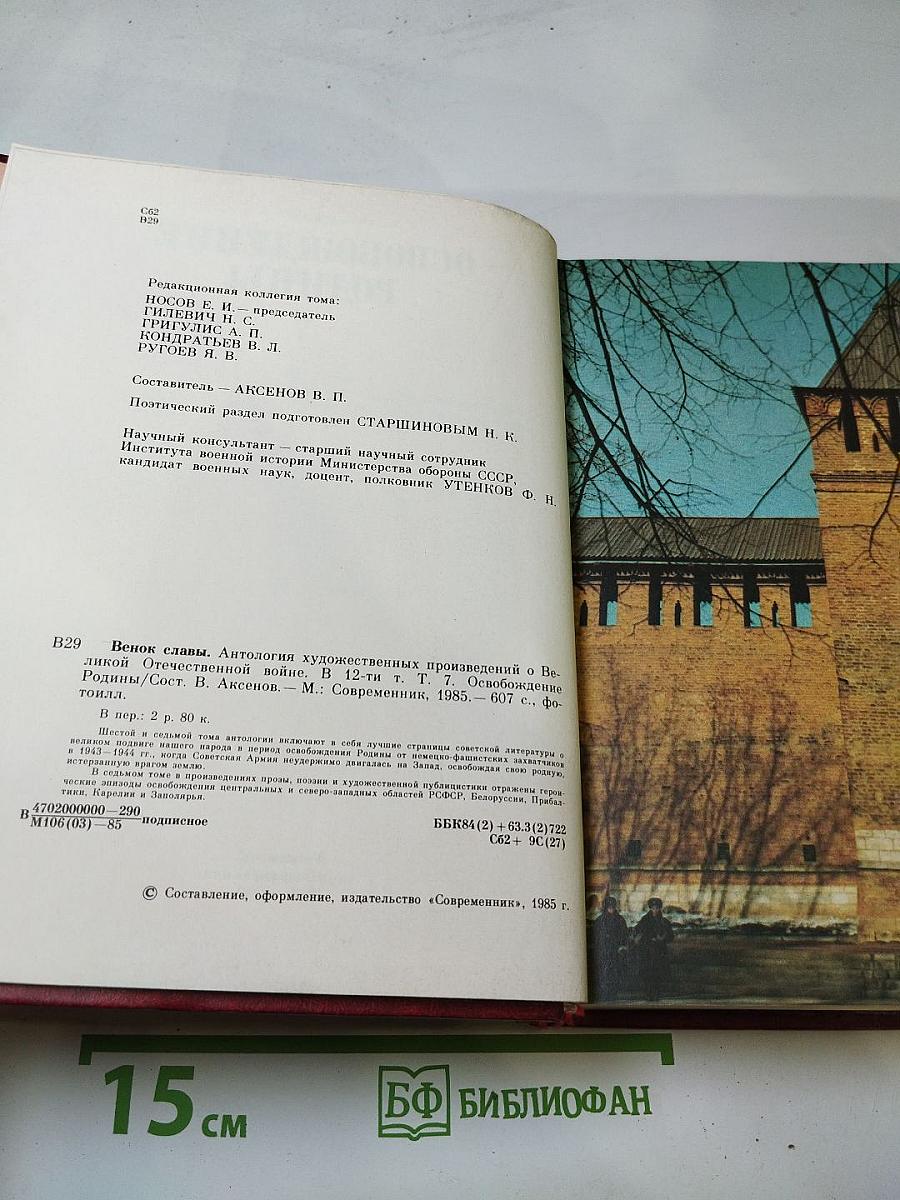 Сб2
В29
Редакционная коллегия тома:
НОСОВ Е. И. — председатель
ГИЛЕВИЧ Н. С.
ГРИГУЛИС А. П.
КОНДРАТЬЕВ В. Л.
РУГОЕВ Я. В.
Составитель — АКСЕНОВ В. П.
Поэтический раздел подготовлен СТАРШИНОВЫМ Н. К.
Научный консультант — старший научный сотрудник
Института военной истории Министерства обороны СССР,
кандидат военных наук, доцент, полковник УТЕНКОВ Ф. Н.
В29 Венок славы. Антология художественных произведений о Ве-
ликой Отечественной войне. В 12-ти т. Т. 7. Освобождение
Родины/Сост. В. Аксенов. — М.: Современник, 1985. — 607 с., фо-
тоилл.
В пер.: 2 р. 80 к.
Шестой и седьмой тома антологии включают в себя лучшие страницы советской литературы о
великом подвиге нашего народа в период освобождения Родины от немецко-фашистских захватчиков
в 1943—1944 гг., когда Советская Армия неудержимо двигалась на Запад, освобождая свою родную,
истерзанную врагом землю.
В седьмом томе в произведениях прозы, поэзии и художественной публицистики отражены герои-
ческие эпизоды освобождения центральных и северо-западных областей РСФСР, Белоруссии, Прибал-
тики, Карелии и Заполярья.
В 4702000000—290
М106(03)—85 подписное
ББК84(2)+63.3(2)722
Сб2+ 9С(27)
© Составление, оформление, издательство «Современник», 1985 г.
15 см
БФ БИБЛИОФАН